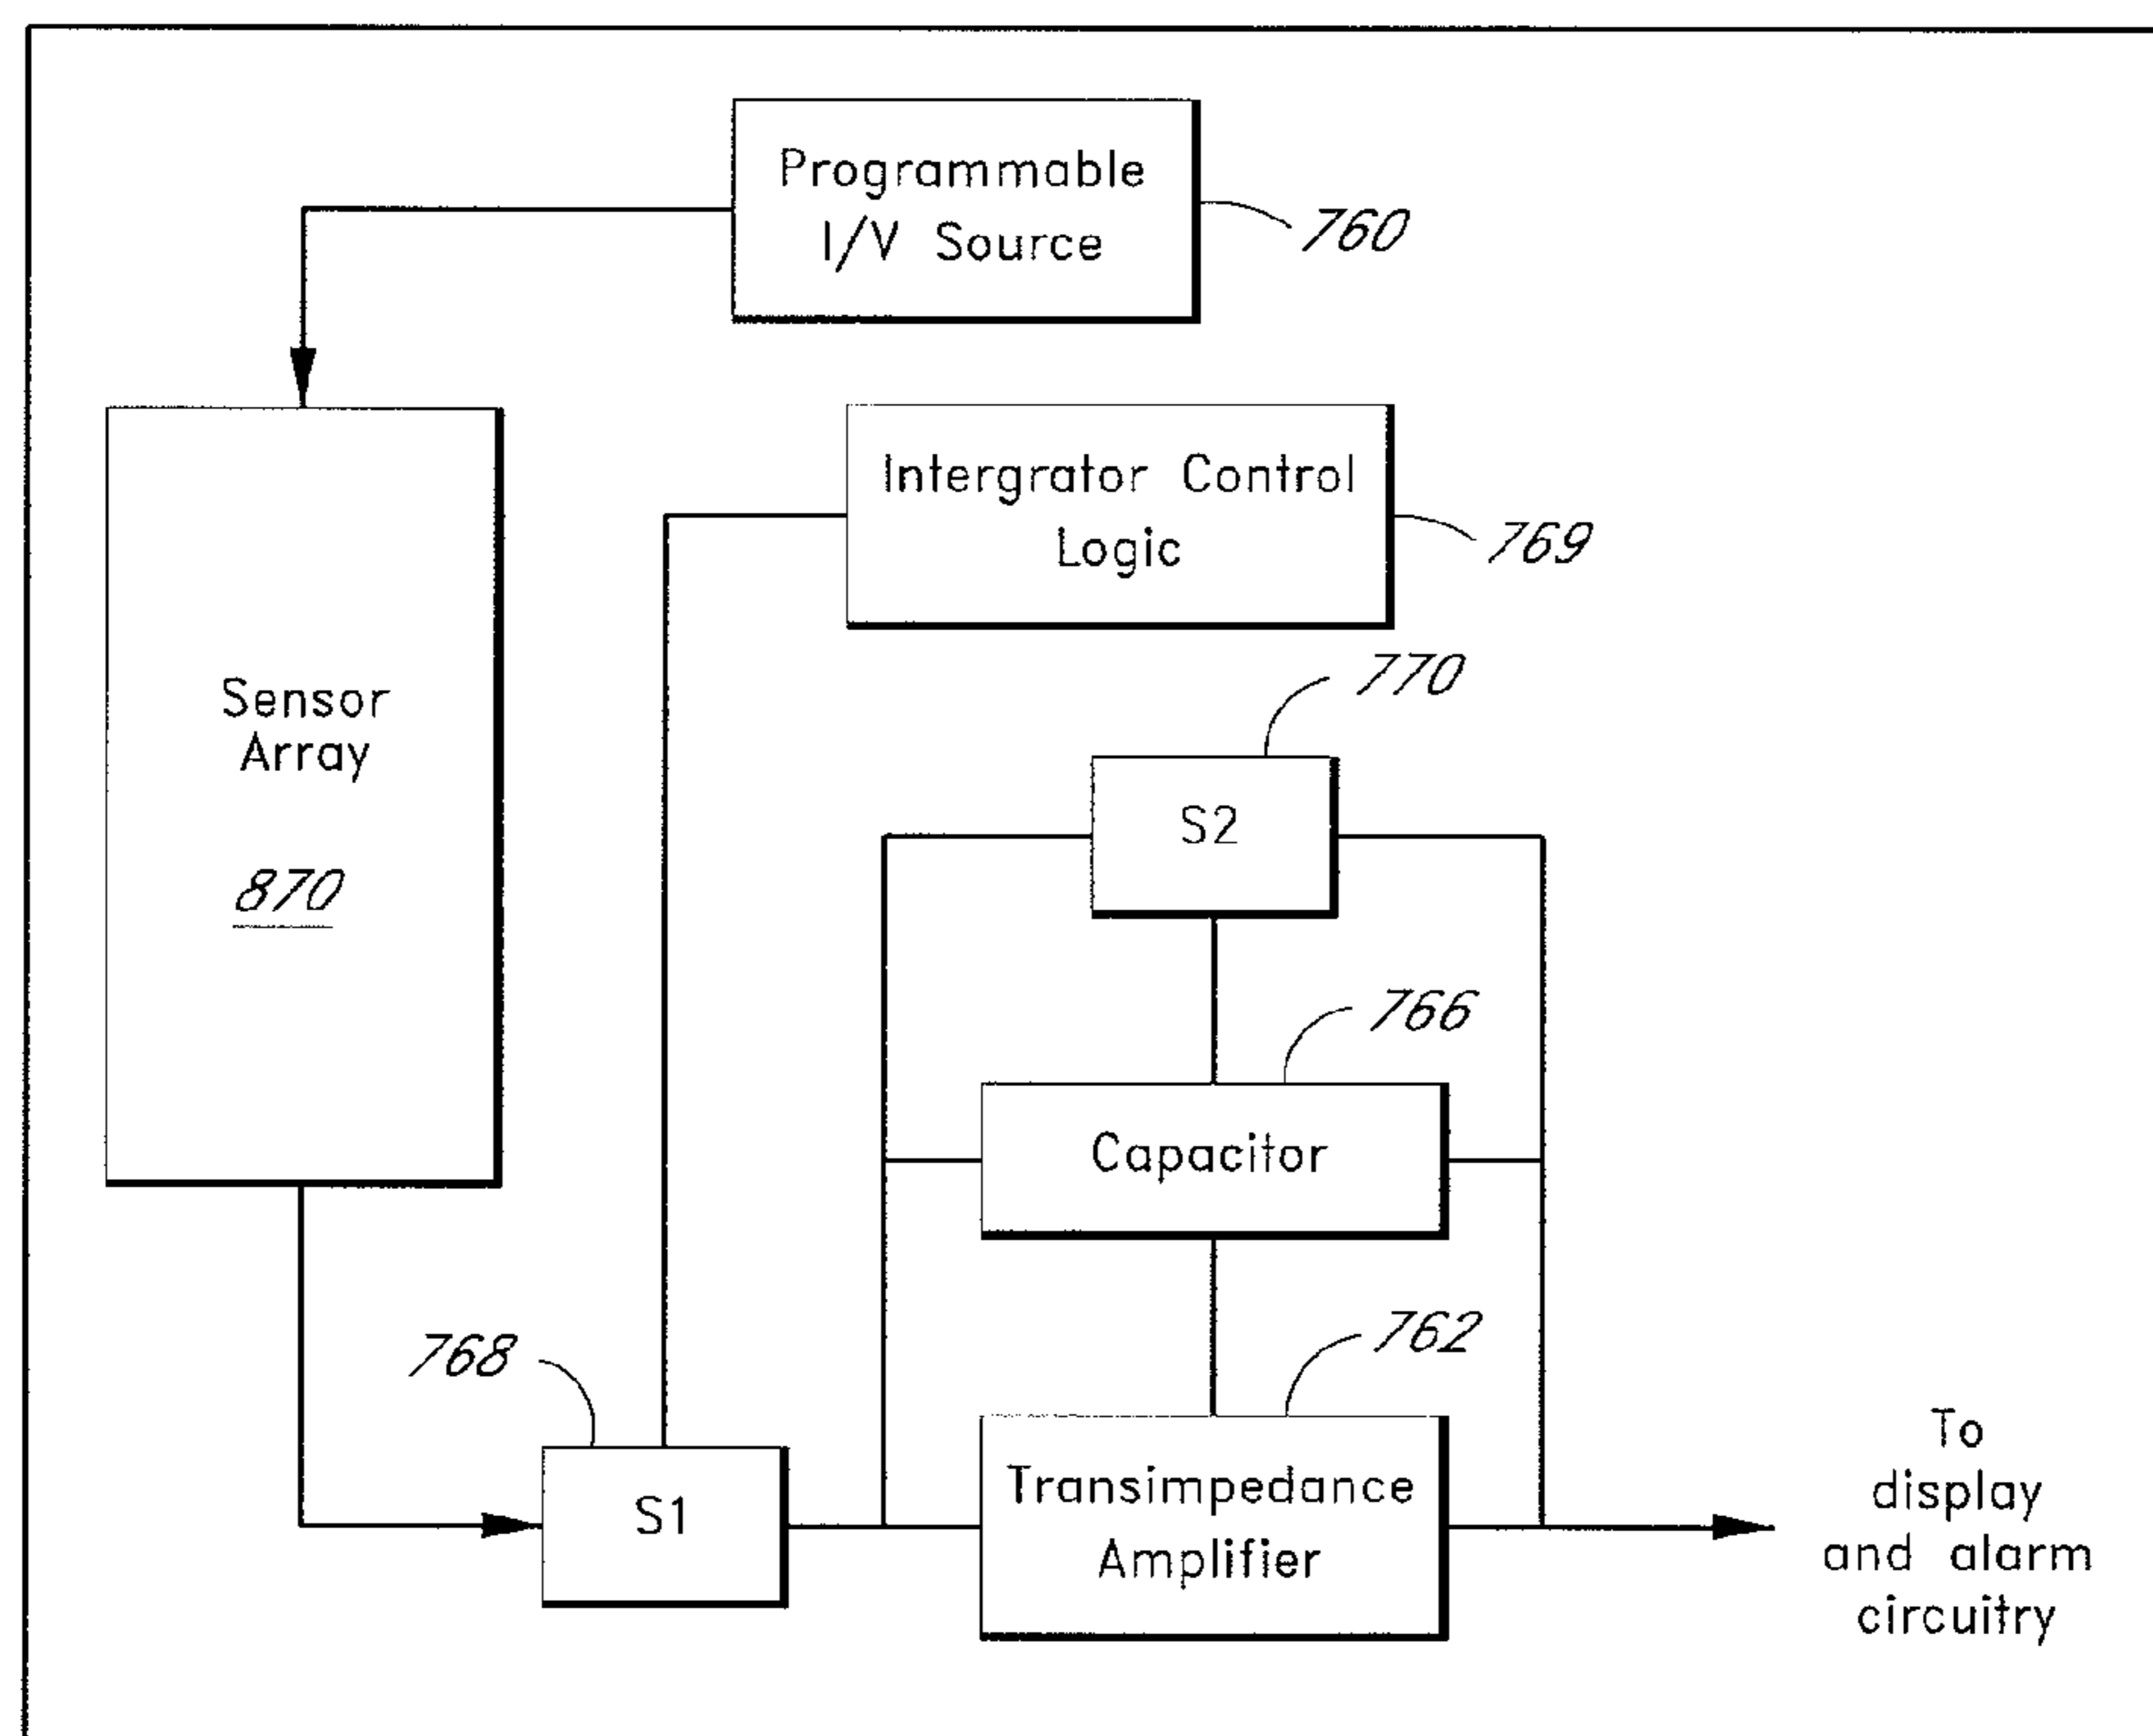 Programmable
I/V Source
760
Intergrator Control
Logic
769
Sensor
Array
870
770
S2
766
Capacitor
768
762
S1
Transimpedance
Amplifier
To
display
and alarm
circuitry